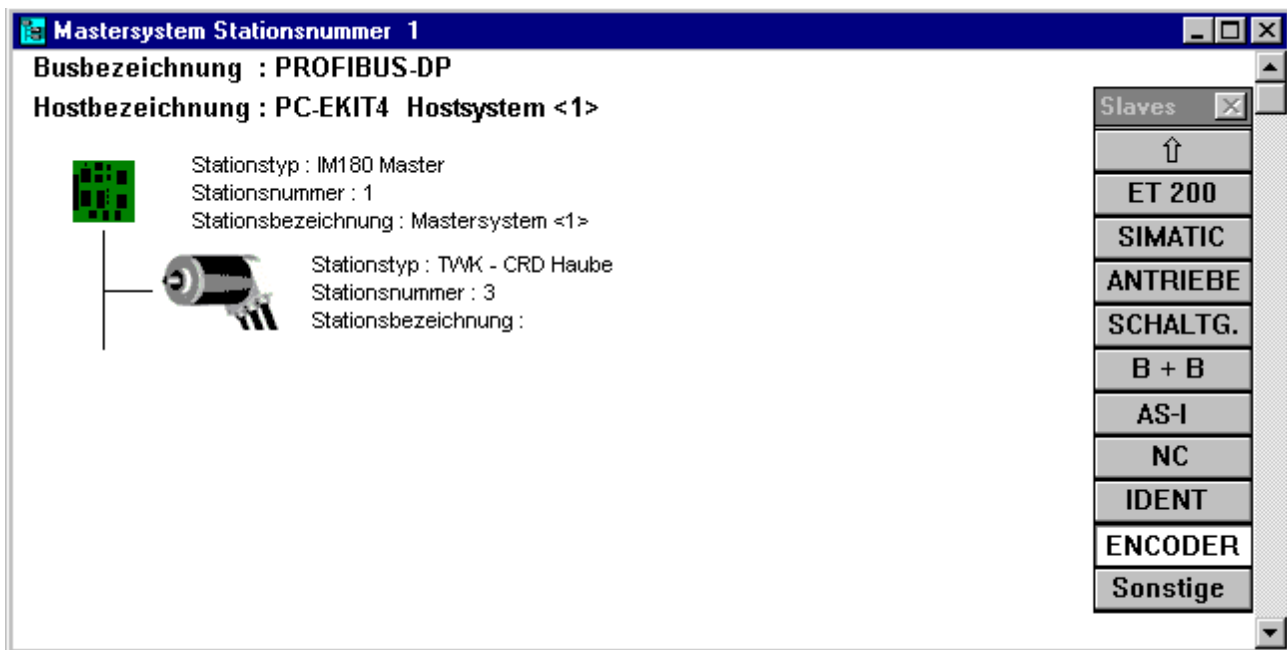 Mastersystem Stationsnummer 1
Busbezeichnung : PROFIBUS-DP
Hostbezeichnung : PC-EKIT4 Hostsystem <1>
Stationstyp : IM180 Master
Stationsnummer : 1
Stationsbezeichnung : Mastersystem <1>
Stationstyp : TWK - CRD Haube
Stationsnummer : 3
Stationsbezeichnung :
Slaves
ET 200
SIMATIC
ANTRIEBE
SCHALTG.
B + B
AS-I
NC
IDENT
ENCODER
Sonstige